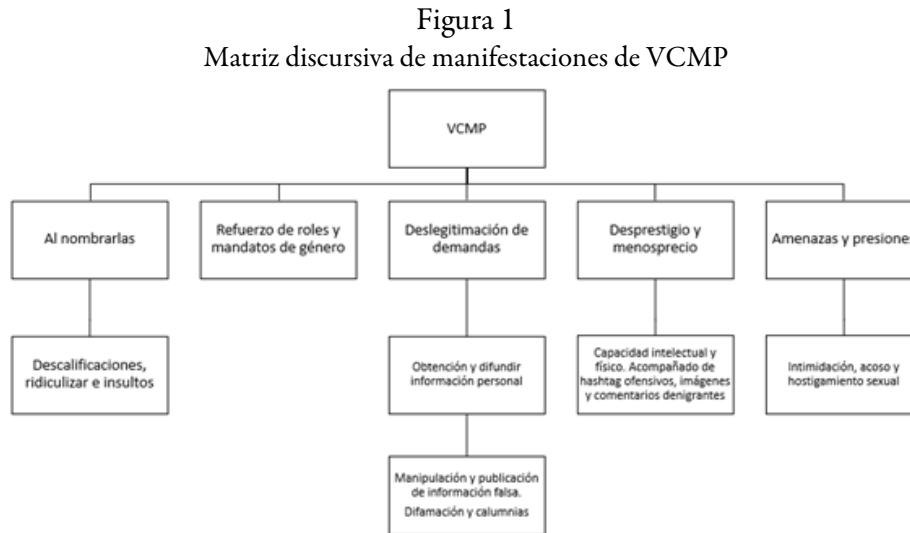 Figura 1
Matriz discursiva de manifestaciones de VCMP
VCMP
Al nombrarlas
Refuerzo de roles y
mandatos de género
Deslegitimación de
demandas
Desprestigio y
menosprecio
Amenazas y presiones
Descalificaciones,
ridiculizar e insultos
Obtención y difundir
información personal
Capacidad intelectual y
físico. Acompañado de
hashtag ofensivos, imágenes
y comentarios denigrantes
Intimidación, acoso y
hostigamiento sexual
Manipulación y publicación
de información falsa.
Difamación y calumnias